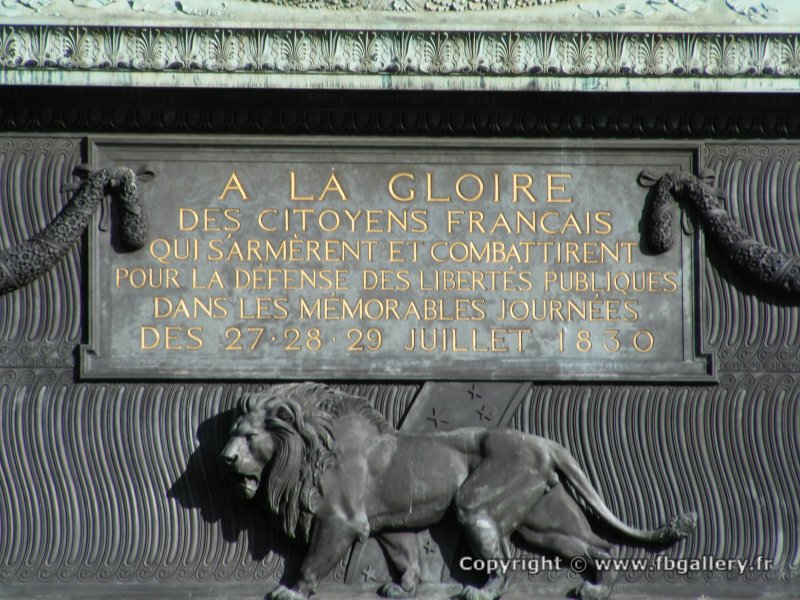 A LA GLOIRE
DES CITOYENS FRANÇAIS
QUI S'ARMÈRENT ET COMBATTIRENT
POUR LA DÉFENSE DES LIBERTÉS PUBLIQUES
DANS LES MÉMORABLES JOURNÉES
DES 27·28·29 JUILLET 1830
Copyright © www.fbgallery.fr